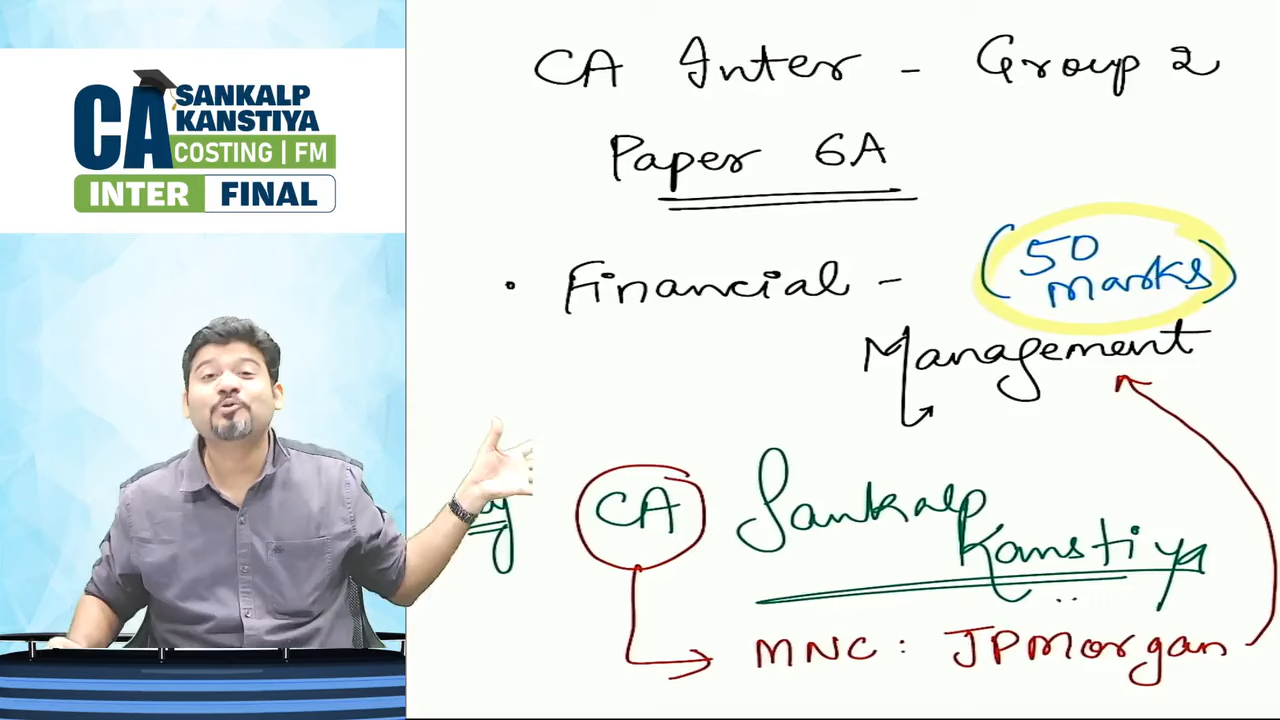 CA
SANKALP
KANSTIYA
COSTING | FM
INTER FINAL
CA Inter - Group 2
Paper 6A
• Financial - (50 marks)
Management
CA Sankalp
Kanstiya
MNC : JPMorgan